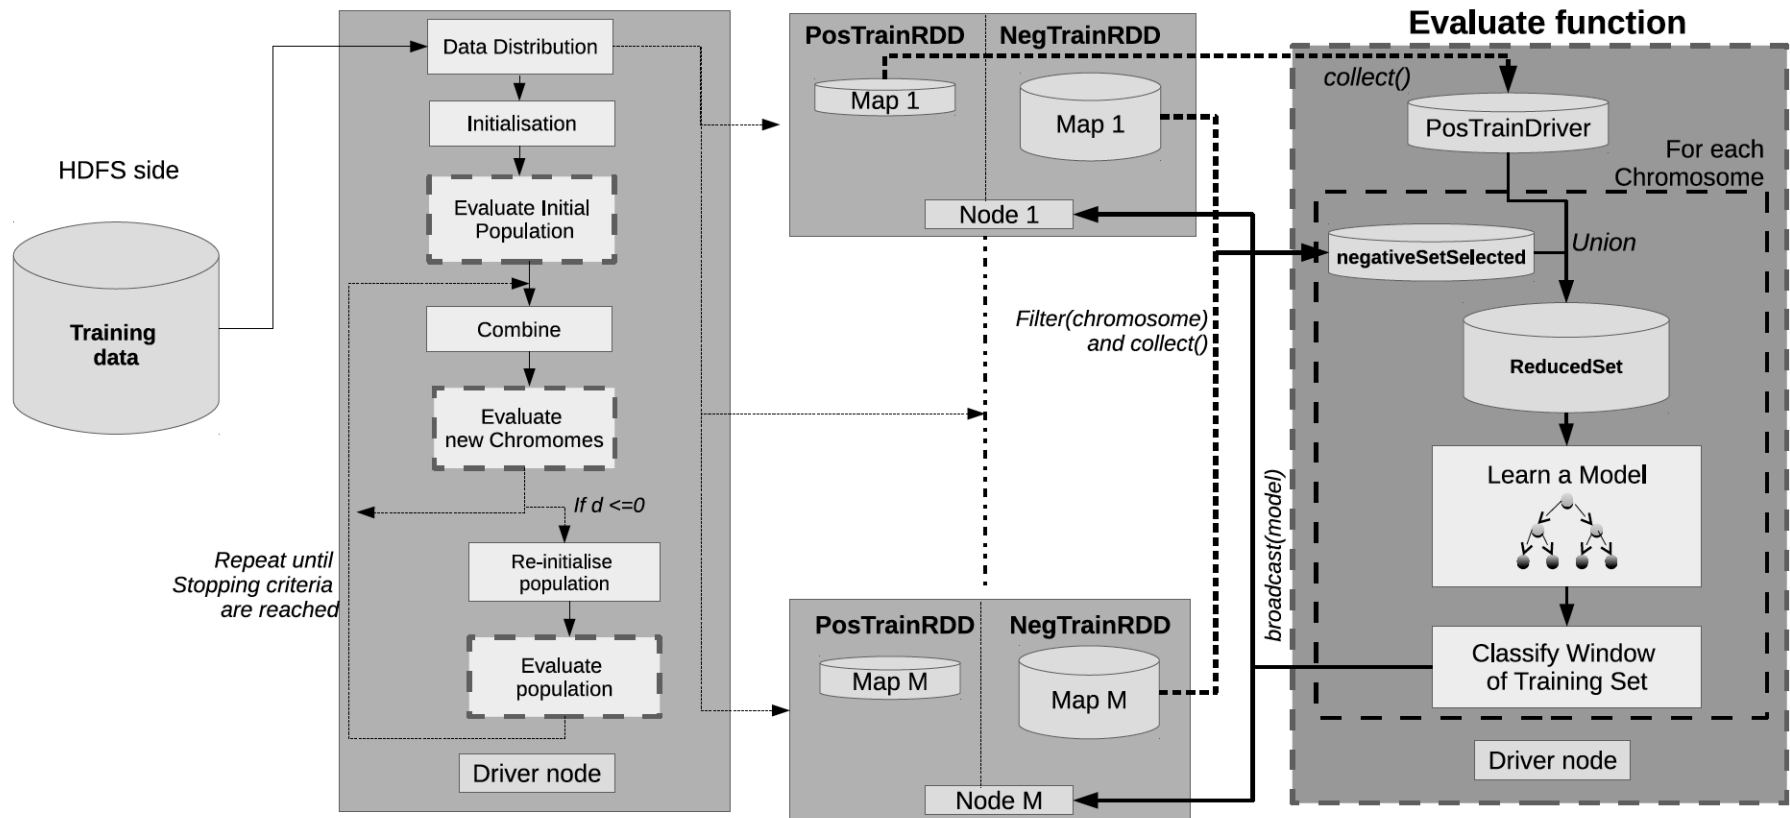 HDFS side
Training
data
Data Distribution
Initialisation
Evaluate Initial
Population
Combine
Evaluate
new Chromomes
If d <=0
Re-initialise
population
Evaluate
population
Repeat until
Stopping criteria
are reached
Driver node
PosTrainRDD
NegTrainRDD
Map 1
Map 1
Node 1
Filter(chromosome)
and collect()
broadcast(model)
PosTrainRDD
NegTrainRDD
Map M
Map M
Node M
Evaluate function
collect()
PosTrainDriver
For each
Chromosome
negativeSetSelected
Union
ReducedSet
Learn a Model
Classify Window
of Training Set
Driver node